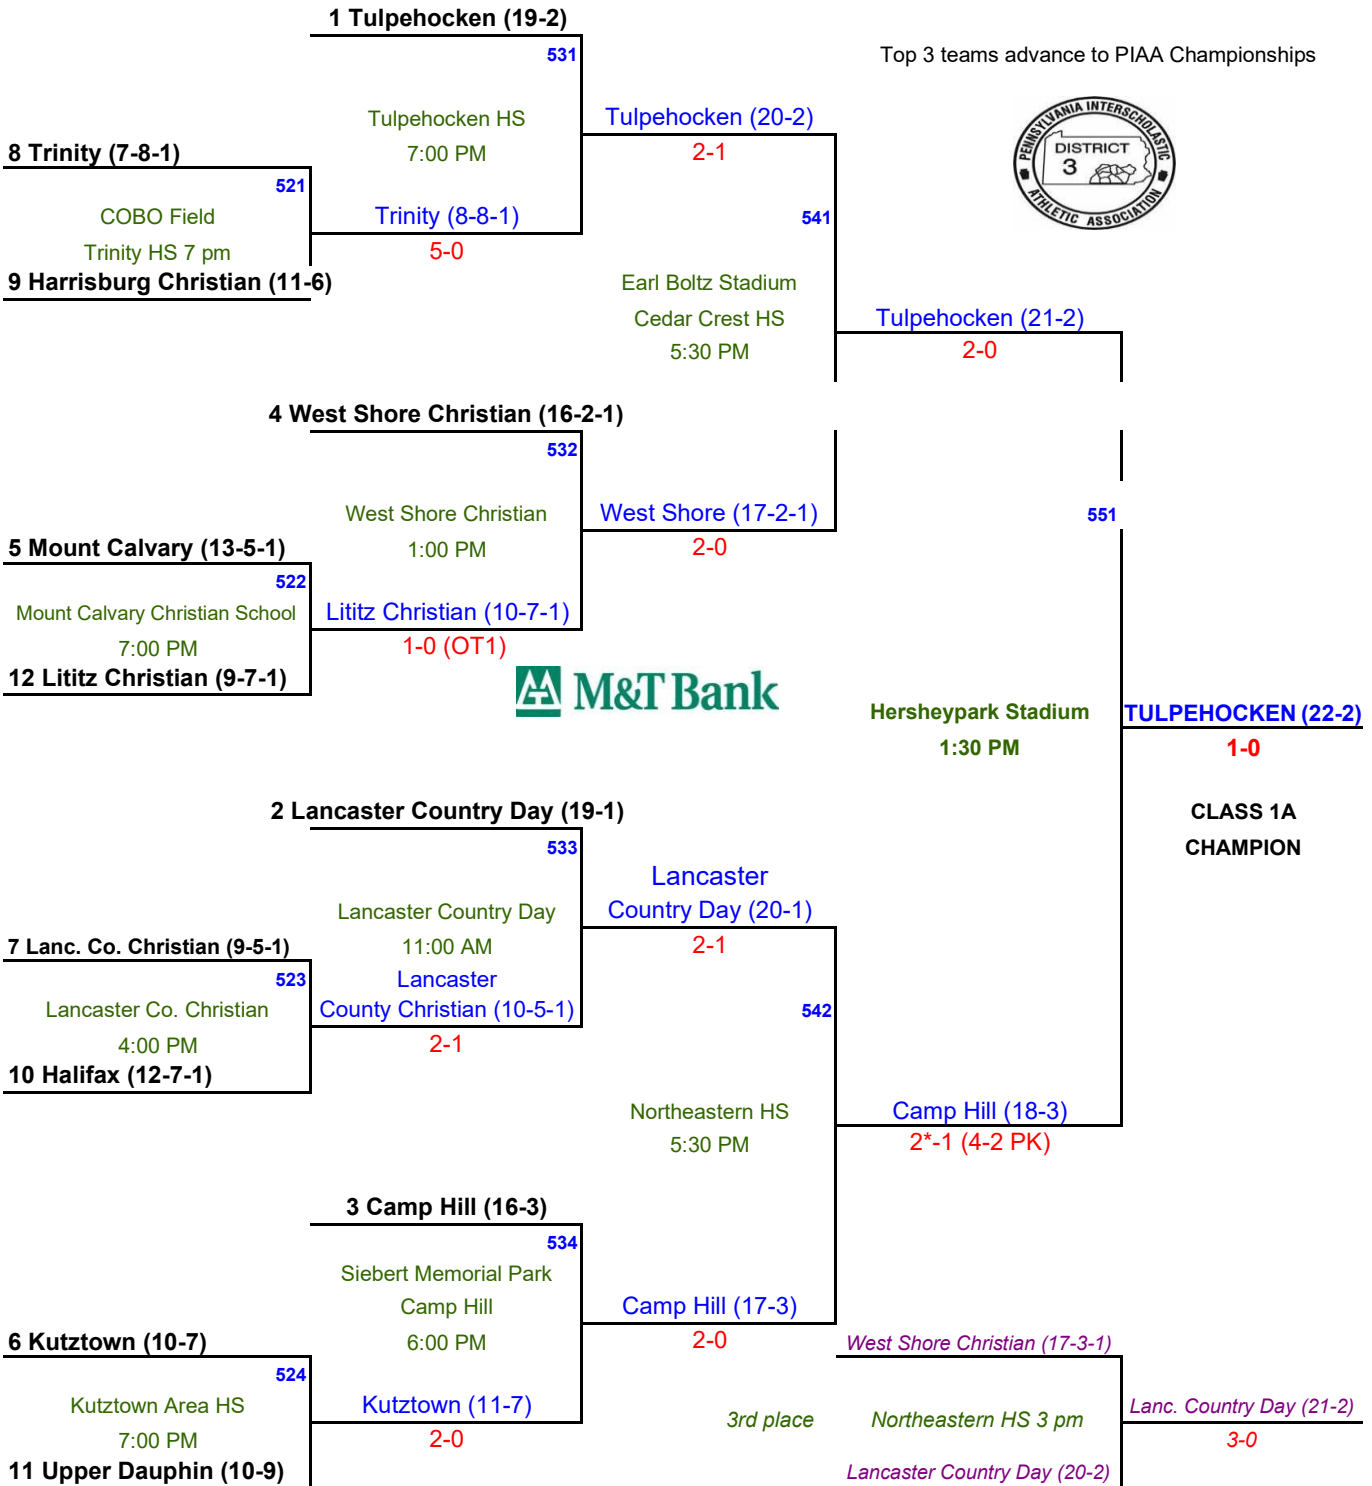 1 Tulpehocken (19-2)
531
Top 3 teams advance to PIAA Championships
PENNSYLVANIA INTERSCHOLASTIC
DISTRICT
3
ATHLETIC ASSOCIATION
Tulpehocken HS
7:00 PM
Tulpehocken (20-2)
2-1
8 Trinity (7-8-1)
521
COBO Field
Trinity HS 7 pm
9 Harrisburg Christian (11-6)
Trinity (8-8-1)
5-0
541
Earl Boltz Stadium
Cedar Crest HS
5:30 PM
Tulpehocken (21-2)
2-0
4 West Shore Christian (16-2-1)
532
West Shore Christian
1:00 PM
West Shore (17-2-1)
2-0
551
5 Mount Calvary (13-5-1)
522
Mount Calvary Christian School
7:00 PM
12 Lititz Christian (9-7-1)
Lititz Christian (10-7-1)
1-0 (OT1)
M&T Bank
Hersheypark Stadium
1:30 PM
TULPEHOCKEN (22-2)
1-0
CLASS 1A
CHAMPION
2 Lancaster Country Day (19-1)
533
Lancaster Country Day
11:00 AM
Lancaster
Country Day (20-1)
2-1
7 Lanc. Co. Christian (9-5-1)
523
Lancaster Co. Christian
4:00 PM
10 Halifax (12-7-1)
Lancaster
County Christian (10-5-1)
2-1
542
Northeastern HS
5:30 PM
Camp Hill (18-3)
2*-1 (4-2 PK)
3 Camp Hill (16-3)
534
Siebert Memorial Park
Camp Hill
6:00 PM
Camp Hill (17-3)
2-0
6 Kutztown (10-7)
524
Kutztown Area HS
7:00 PM
11 Upper Dauphin (10-9)
Kutztown (11-7)
2-0
West Shore Christian (17-3-1)
3rd place
Northeastern HS 3 pm
Lancaster Country Day (20-2)
Lanc. Country Day (21-2)
3-0